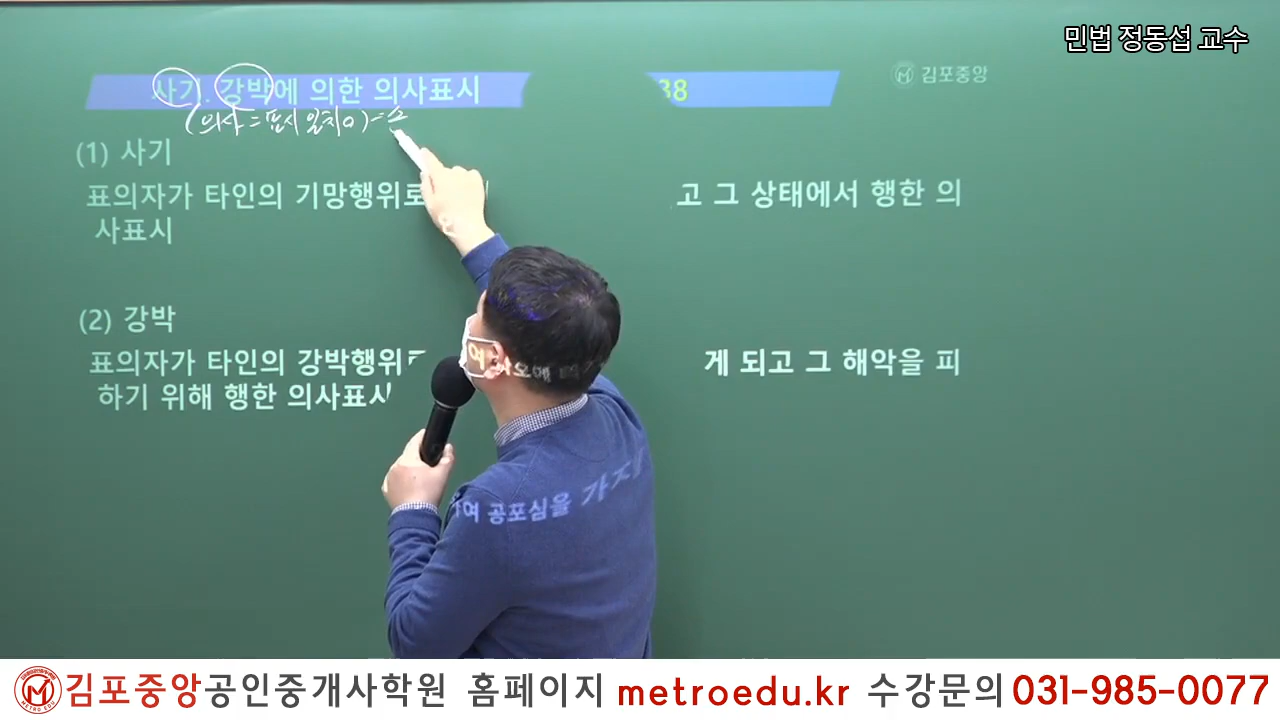 민법 정동섭 교수
사기. 강박에 의한 의사표시
38
김포중앙
(의사=표시 일치O)-
(1) 사기
표의자가 타인의 기망행위로 고 그 상태에서 행한 의
사표시
(2) 강박
표의자가 타인의 강박행위로 게 되고 그 해악을 피
하기 위해 행한 의사표시
여 공포심을 가지
METRO EDU
김포중앙공인중개사학원 홈페이지 metroedu.kr 수강문의 031-985-0077